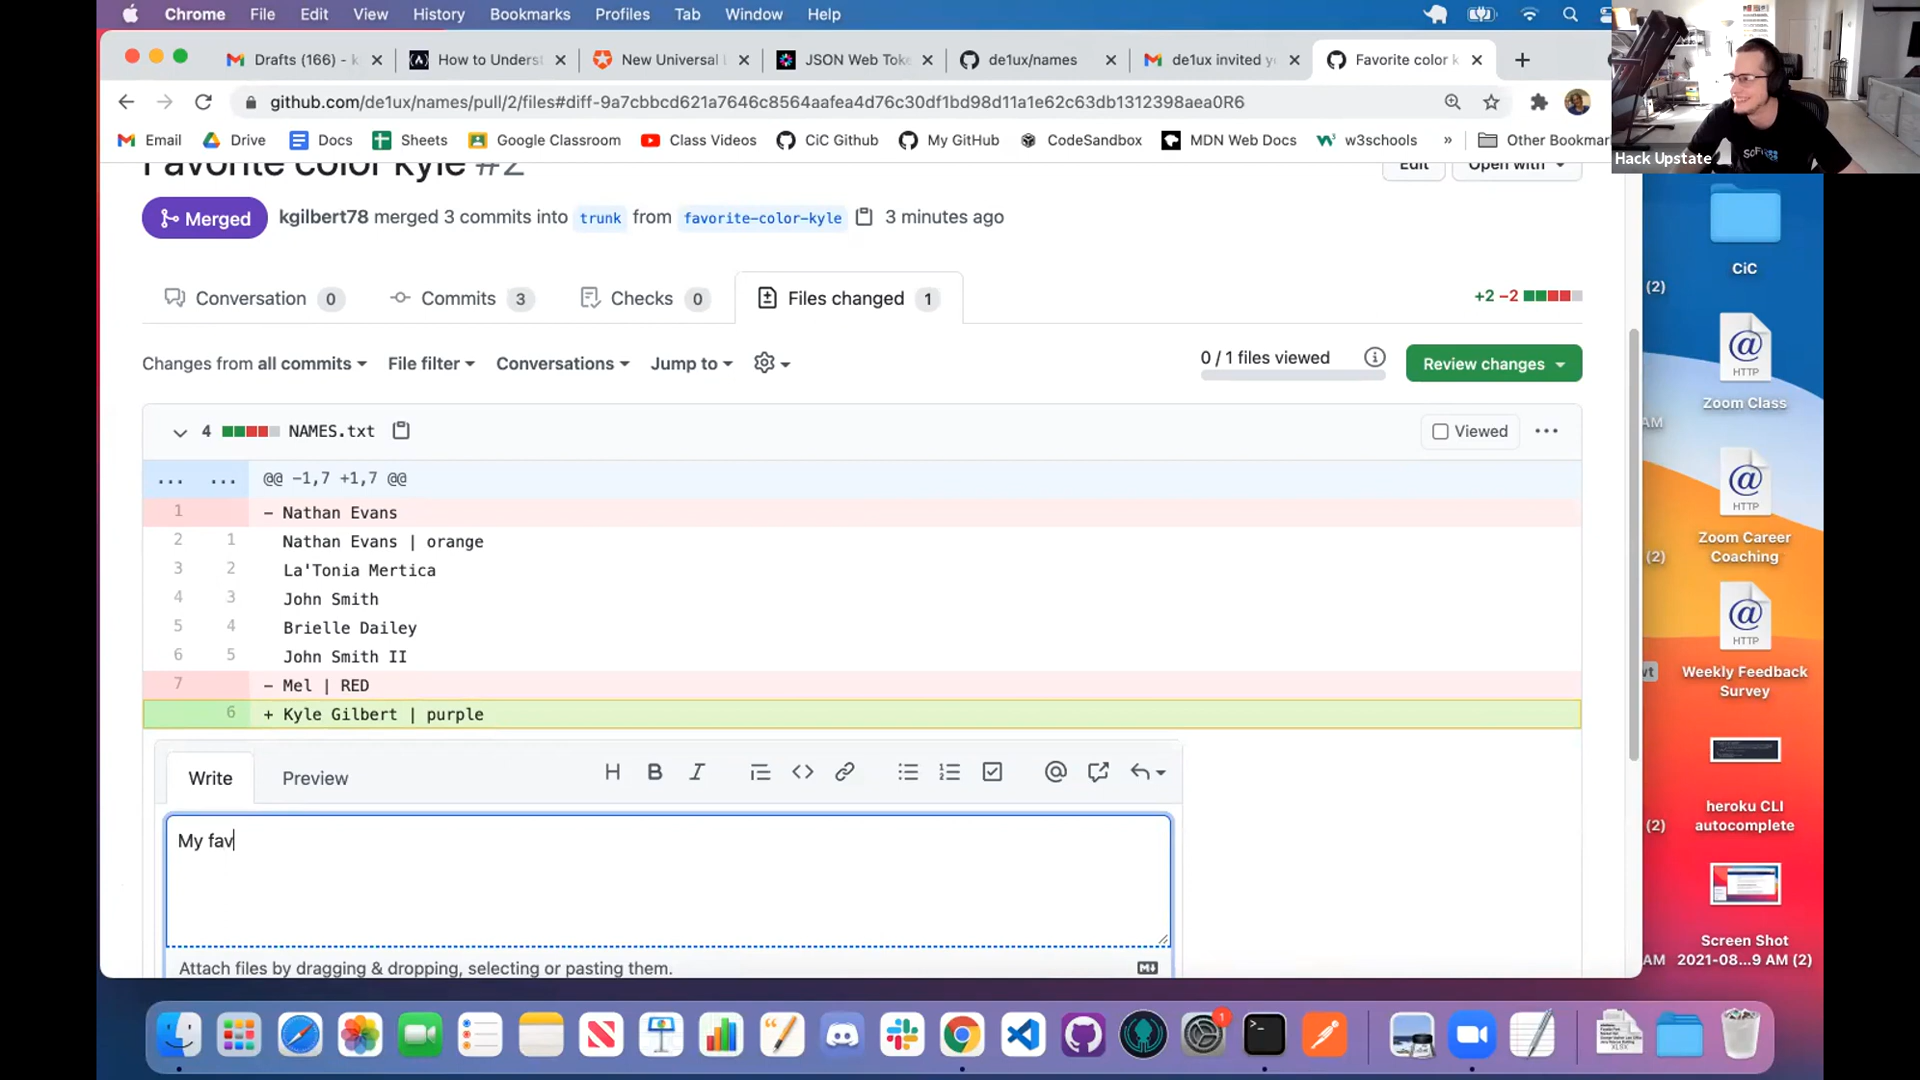 Chrome File Edit View History Bookmarks Profiles Tab Window Help
Drafts (166) - k
How to Underst
New Universal
JSON Web Toke
de1ux/names
de1ux invited y
Favorite color k
github.com/de1ux/names/pull/2/files#diff-9a7cbbcd621a7646c8564aafea4d76c30df1bd98d11a1e62c63db1312398aea0R6
Email Drive Docs Sheets Google Classroom Class Videos CiC Github My GitHub CodeSandbox MDN Web Docs w3schools » Other Bookmar
Hack Upstate
Favorite color kyle #2
Edit Open with
Merged kgilbert78 merged 3 commits into trunk from favorite-color-kyle 3 minutes ago
Conversation 0 Commits 3 Checks 0 Files changed 1 +2 −2
Changes from all commits File filter Conversations Jump to 0 / 1 files viewed Review changes
4 NAMES.txt Viewed
... ... @@ -1,7 +1,7 @@
1 - Nathan Evans
2 1 Nathan Evans | orange
3 2 La'Tonia Mertica
4 3 John Smith
5 4 Brielle Dailey
6 5 John Smith II
7 - Mel | RED
6 + Kyle Gilbert | purple
Write Preview
My fav
Attach files by dragging & dropping, selecting or pasting them.
CiC
(2)
HTTP
Zoom Class
AM
HTTP
Zoom Career
Coaching
(2)
HTTP
Weekly Feedback
Survey
heroku CLI
autocomplete
(2)
Screen Shot
2021-08...9 AM (2)
AM
1
XLSX